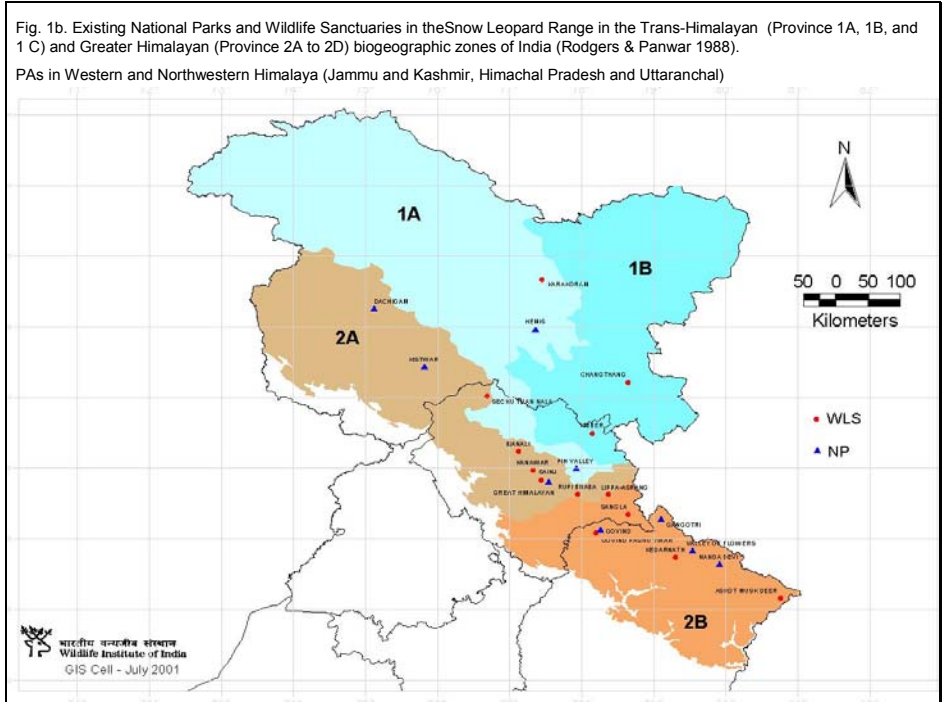 Fig. 1b. Existing National Parks and Wildlife Sanctuaries in theSnow Leopard Range in the Trans-Himalayan (Province 1A, 1B, and
1 C) and Greater Himalayan (Province 2A to 2D) biogeographic zones of India (Rodgers & Panwar 1988).
PAs in Western and Northwestern Himalaya (Jammu and Kashmir, Himachal Pradesh and Uttaranchal)
N
1A
1B
50 0 50 100
Kilometers
KARAKORAM
DACHIGAM
HEMIS
2A
KISTWAR
CHANGTHANG
SECHU TUAN NALA
WLS
NP
KIBBER
PIN VALLEY
KANAWAR
SAINJ
GREAT HIMALAYAN
RUPI BHABA
LIPPA-ASRANG
SANGLA
GANGOTRI
GOVIND
GOVIND PASHU VIHAR
VALLEY OF FLOWERS
KEDARNATH
NANDA DEVI
ASKOT MUSK DEER
2B
भारतीय वन्यजीव संस्थान
Wildlife Institute of India
GIS Cell - July 2001